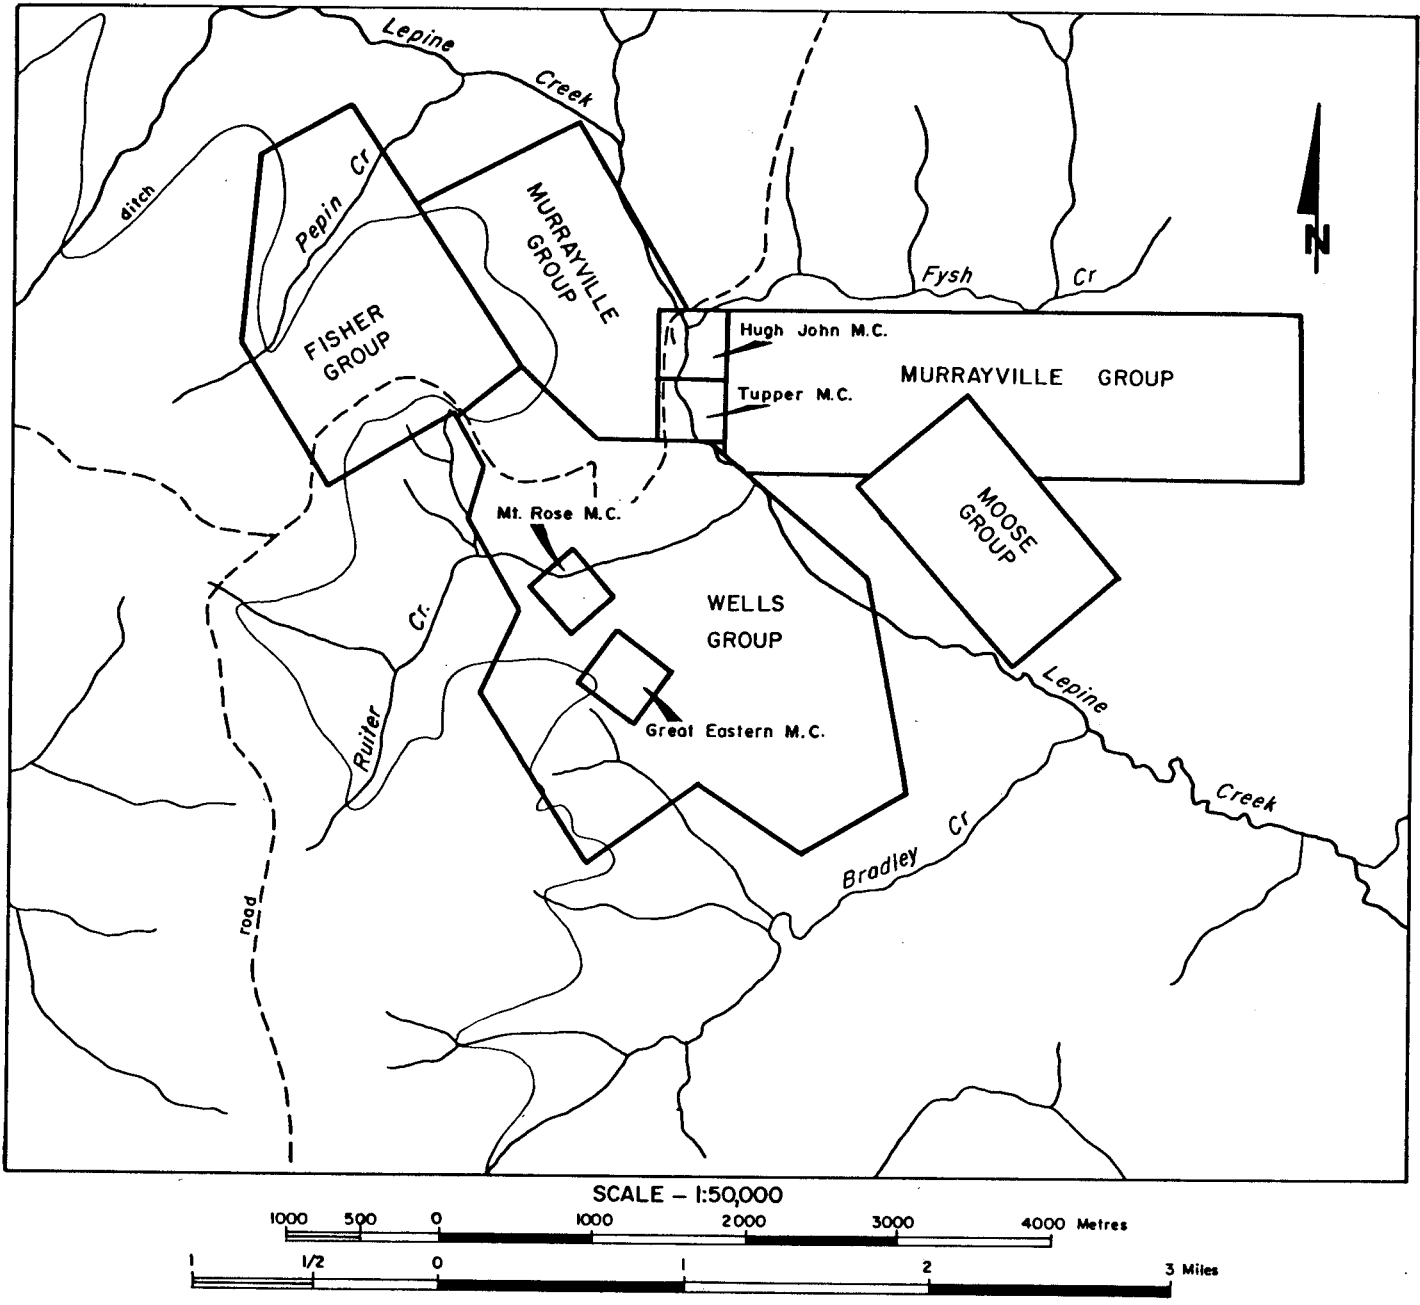 Lepine
Creek
ditch
Pepin Cr
MURRAYVILLE
GROUP
N
Fysh Cr
FISHER
GROUP
Hugh John M.C.
MURRAYVILLE GROUP
Tupper M.C.
MOOSE
GROUP
Mt. Rose M.C.
WELLS
GROUP
Ruiter Cr.
Lepine
Creek
Great Eastern M.C.
Bradley Cr
road
SCALE - 1:50,000
1000 500 0 1000 2000 3000 4000 Metres
1 1/2 0 1 2 3 Miles